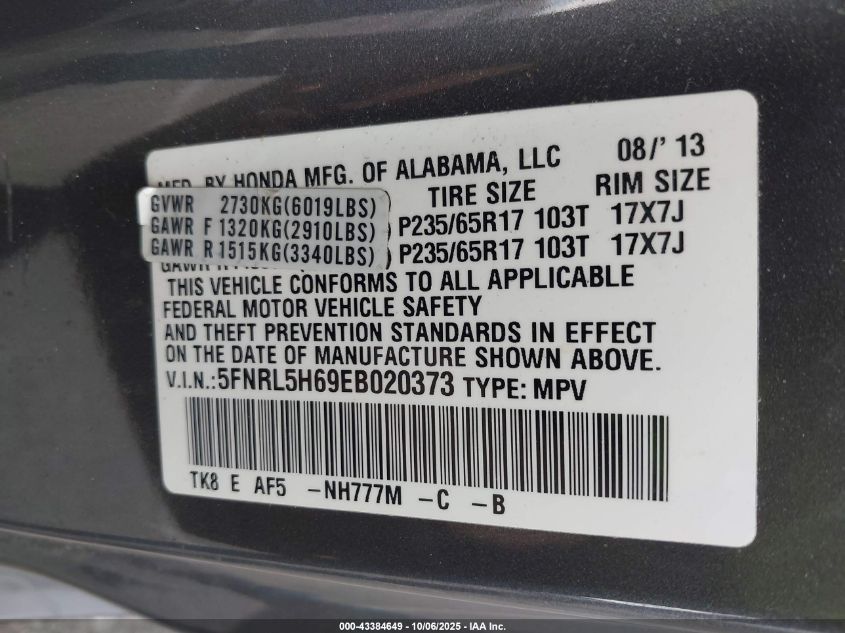 MFD. BY HONDA MFG. OF ALABAMA, LLC 08/' 13
TIRE SIZE RIM SIZE
GVWR 2730KG(6019LBS)
GAWR F 1320KG(2910LBS) P235/65R17 103T 17X7J
GAWR R 1515KG(3340LBS) P235/65R17 103T 17X7J
THIS VEHICLE CONFORMS TO ALL APPLICABLE
FEDERAL MOTOR VEHICLE SAFETY
AND THEFT PREVENTION STANDARDS IN EFFECT
ON THE DATE OF MANUFACTURE SHOWN ABOVE.
V.I.N.: 5FNRL5H69EB020373 TYPE: MPV
TK8 E AF5 -NH777M -C -B
000-43384649 - 10/06/2025 - IAA Inc.